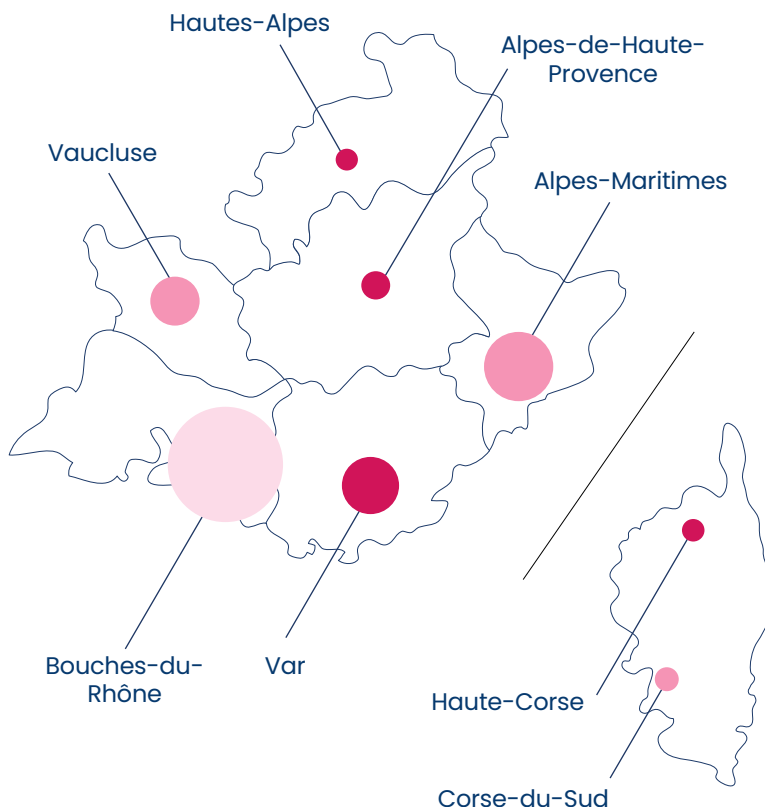 Hautes-Alpes
Alpes-de-Haute-
Provence
Vaucluse
Alpes-Maritimes
Bouches-du-
Rhône
Var
Haute-Corse
Corse-du-Sud